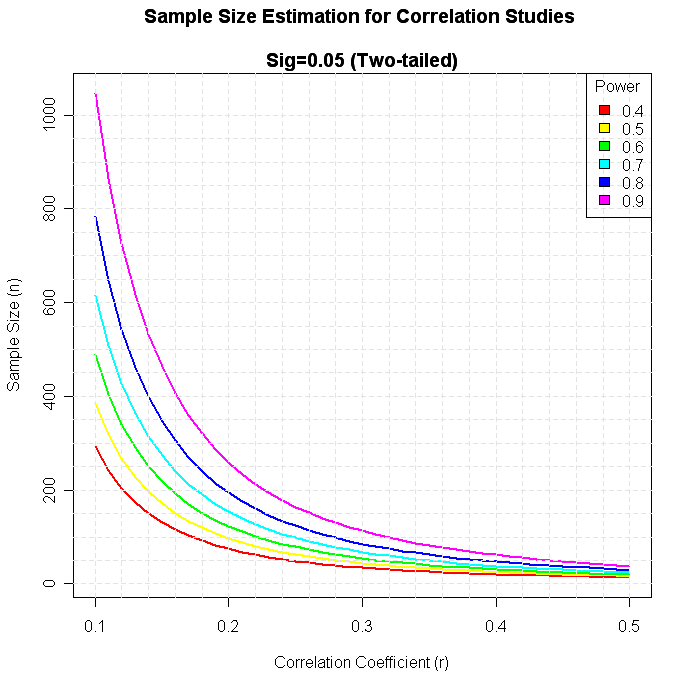 Sample Size Estimation for Correlation Studies
Sig=0.05 (Two-tailed)
Power
0.4
0.5
0.6
0.7
0.8
0.9
Sample Size (n)
1000
800
600
400
200
0
0.1 0.2 0.3 0.4 0.5
Correlation Coefficient (r)